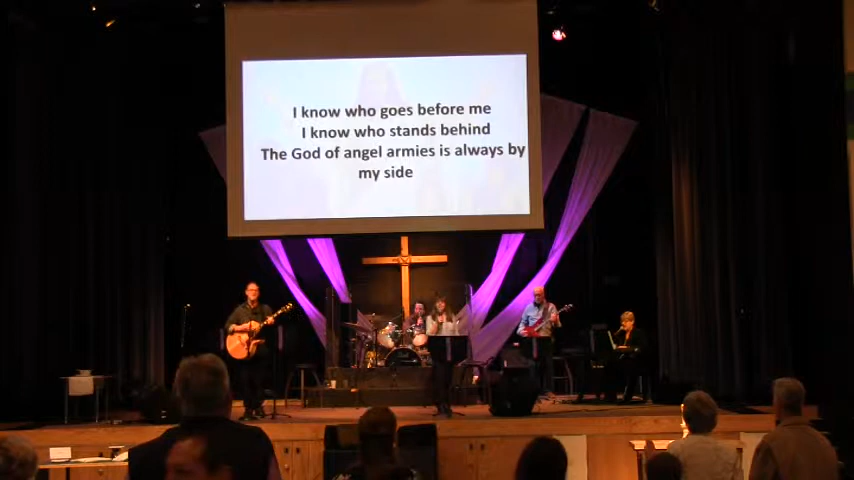 I know who goes before me
I know who stands behind
The God of angel armies is always by
my side